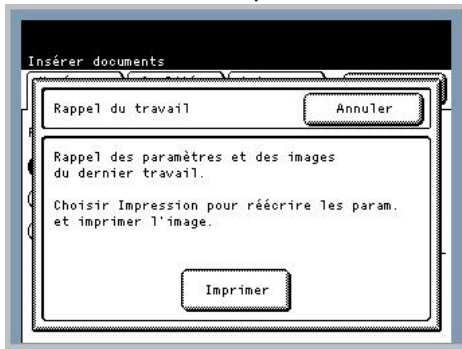 Insérer documents
Rappel du travail
Annuler
Rappel des paramètres et des images
du dernier travail.
Choisir Impression pour réécrire les param.
et imprimer l'image.
Imprimer